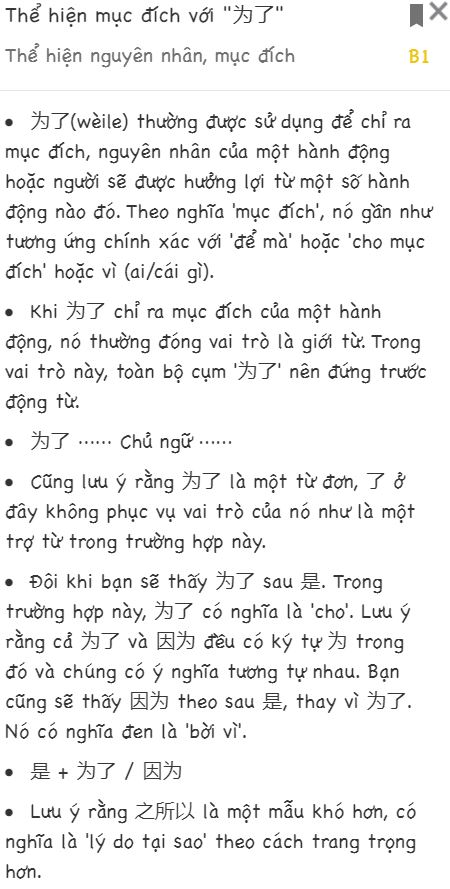 Thể hiện mục đích với "为了"
Thể hiện nguyên nhân, mục đích
B1
• 为了(wèile) thường được sử dụng để chỉ ra
mục đích, nguyên nhân của một hành động
hoặc người sẽ được hưởng lợi từ một số hành
động nào đó. Theo nghĩa 'mục đích', nó gần như
tương ứng chính xác với 'để mà' hoặc 'cho mục
đích' hoặc vì (ai/cái gì).
• Khi 为了 chỉ ra mục đích của một hành
động, nó thường đóng vai trò là giới từ. Trong
vai trò này, toàn bộ cụm '为了' nên đứng trước
động từ.
• 为了 …… Chủ ngữ ……
• Cũng lưu ý rằng 为了 là một từ đơn, 了 ở
đây không phục vụ vai trò của nó như là một
trợ từ trong trường hợp này.
• Đôi khi bạn sẽ thấy 为了 sau 是. Trong
trường hợp này, 为了 có nghĩa là 'cho'. Lưu ý
rằng cả 为了 và 因为 đều có ký tự 为 trong
đó và chúng có ý nghĩa tương tự nhau. Bạn
cũng sẽ thấy 因为 theo sau 是, thay vì 为了.
Nó có nghĩa đen là 'bởi vì'.
• 是 + 为了 / 因为
• Lưu ý rằng 之所以 là một mẫu khó hơn, có
nghĩa là 'lý do tại sao' theo cách trang trọng
hơn.